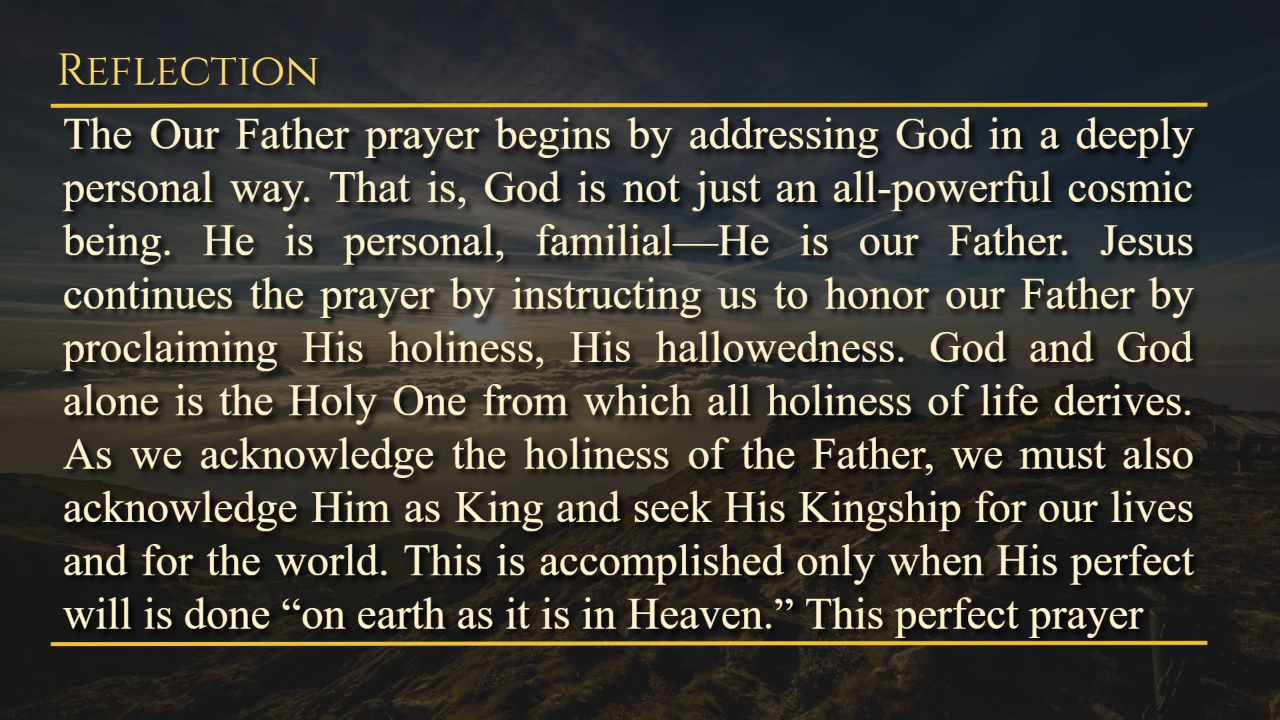 REFLECTION
The Our Father prayer begins by addressing God in a deeply
personal way. That is, God is not just an all-powerful cosmic
being. He is personal, familial—He is our Father. Jesus
continues the prayer by instructing us to honor our Father by
proclaiming His holiness, His hallowedness. God and God
alone is the Holy One from which all holiness of life derives.
As we acknowledge the holiness of the Father, we must also
acknowledge Him as King and seek His Kingship for our lives
and for the world. This is accomplished only when His perfect
will is done “on earth as it is in Heaven.” This perfect prayer